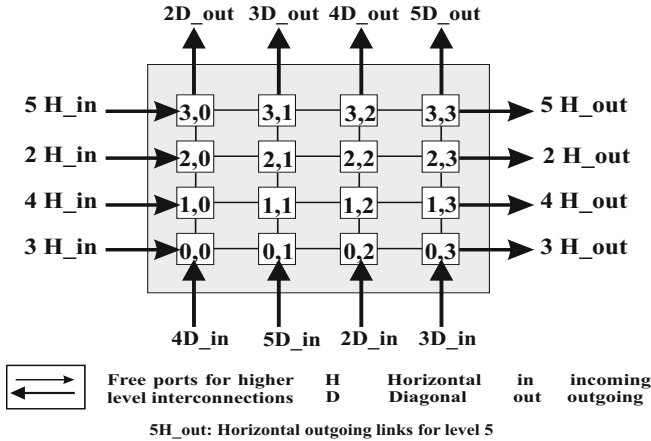 2D_out 3D_out 4D_out 5D_out
5 H_in 3,0 3,1 3,2 3,3 5 H_out
2 H_in 2,0 2,1 2,2 2,3 2 H_out
4 H_in 1,0 1,1 1,2 1,3 4 H_out
3 H_in 0,0 0,1 0,2 0,3 3 H_out
4D_in 5D_in 2D_in 3D_in
Free ports for higher H Horizontal in incoming
level interconnections D Diagonal out outgoing
5H_out: Horizontal outgoing links for level 5